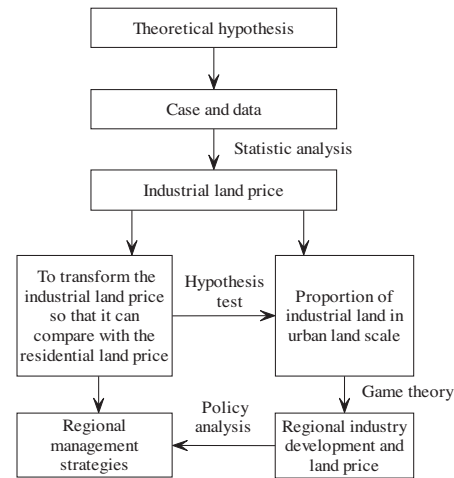 Theoretical hypothesis
Case and data
Statistic analysis
Industrial land price
To transform the
industrial land price
so that it can
compare with the
residential land price
Hypothesis
test
Proportion of
industrial land in
urban land scale
Game theory
Policy
analysis
Regional
management
strategies
Regional industry
development and
land price